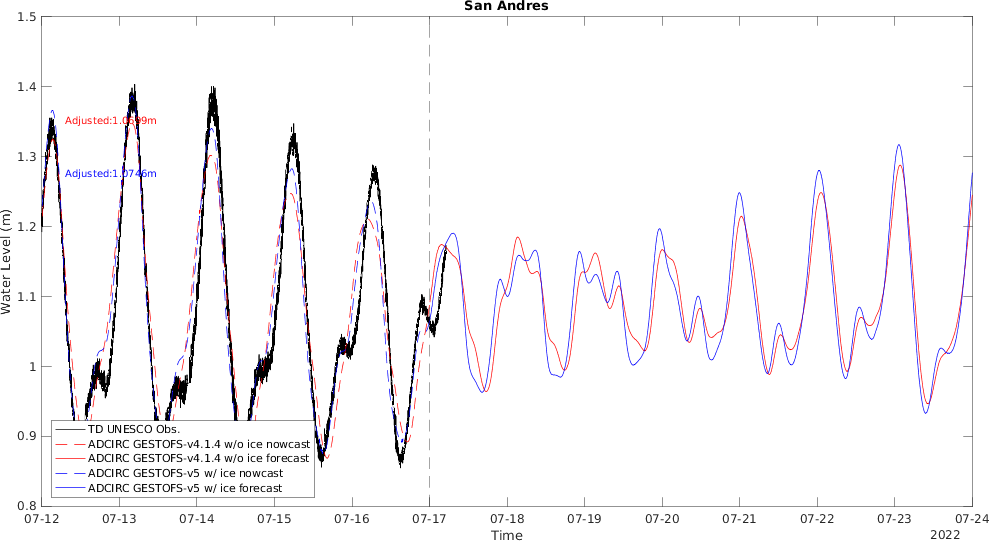 San Andres
1.5
1.4
1.3
1.2
1.1
1
0.9
0.8
Water Level (m)
Adjusted:1.0599m
Adjusted:1.0746m
TD UNESCO Obs.
ADCIRC GESTOFS-v4.1.4 w/o ice nowcast
ADCIRC GESTOFS-v4.1.4 w/o ice forecast
ADCIRC GESTOFS-v5 w/ ice nowcast
ADCIRC GESTOFS-v5 w/ ice forecast
07-12 07-13 07-14 07-15 07-16 07-17 07-18 07-19 07-20 07-21 07-22 07-23 07-24
Time
2022